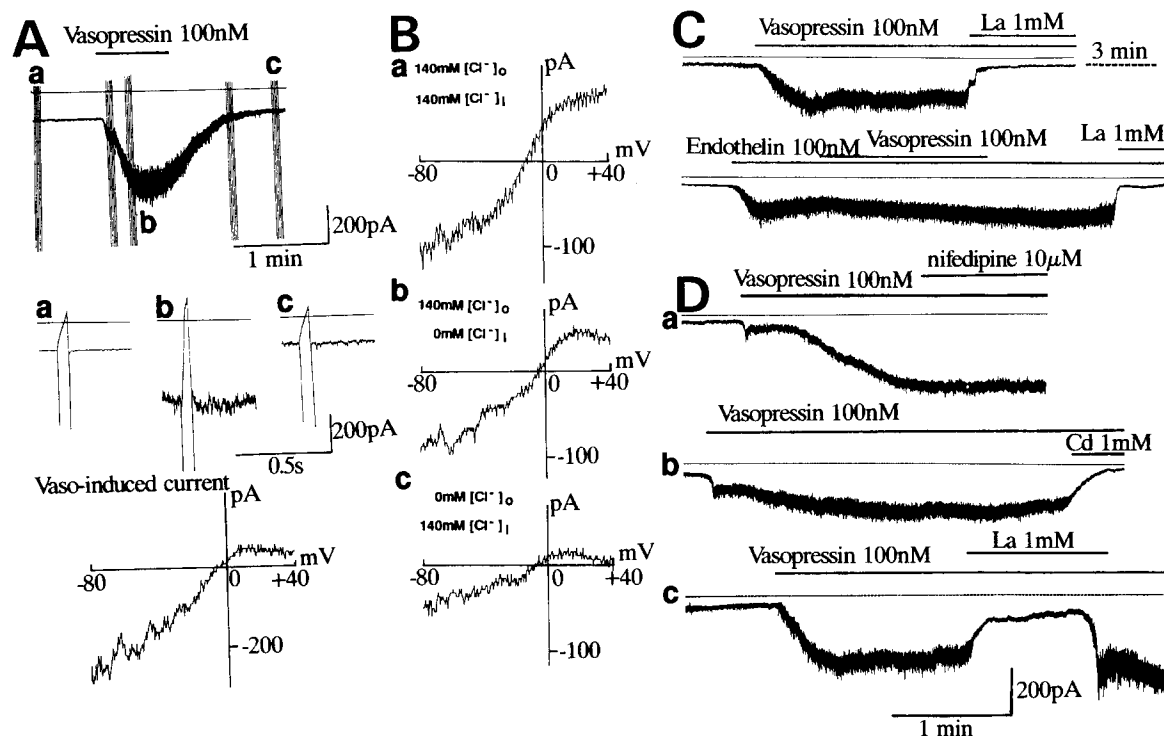 A
Vasopressin 100nM
a
c
b
200pA
1 min
a
b
c
200pA
0.5s
Vaso-induced current
pA
mV
-80
0
+40
-200
B
a
140mM [Cl⁻]o
140mM [Cl⁻]i
pA
mV
-80
0
+40
-100
b
140mM [Cl⁻]o
0mM [Cl⁻]i
pA
mV
-80
0
+40
-100
c
0mM [Cl⁻]o
140mM [Cl⁻]i
pA
mV
-80
0
+40
-100
C
La 1mM
Vasopressin 100nM
3 min
Endothelin 100nM
Vasopressin 100nM
La 1mM
D
nifedipine 10μM
Vasopressin 100nM
a
Vasopressin 100nM
Cd 1mM
b
Vasopressin 100nM
La 1mM
c
200pA
1 min